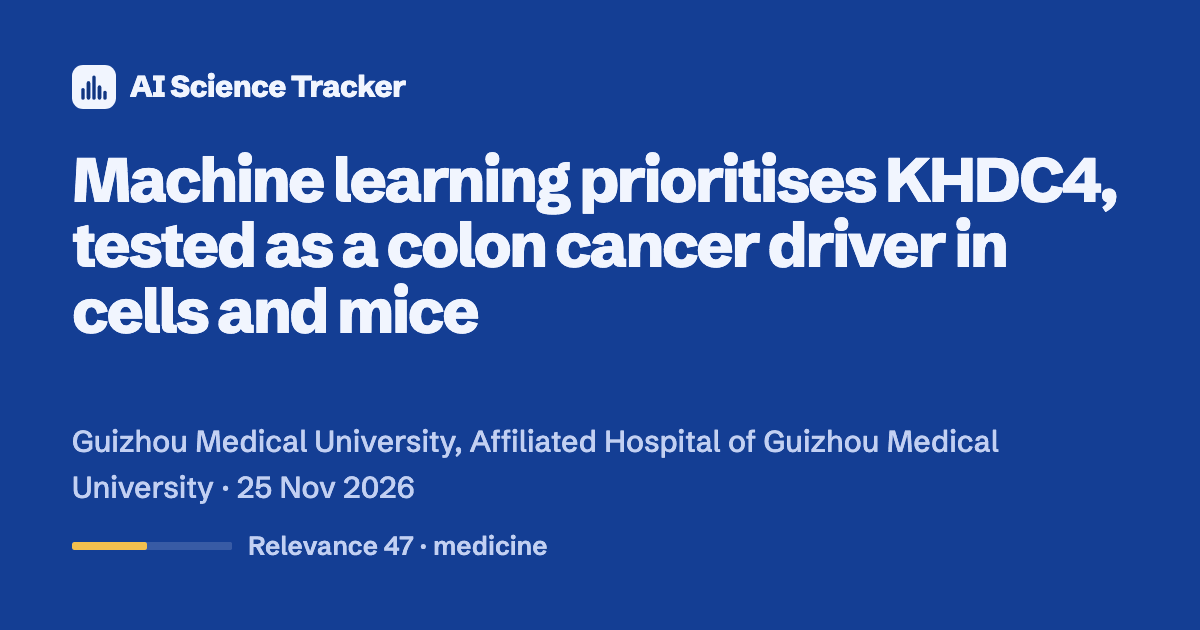 AI Science Tracker
Machine learning prioritises KHDC4,
tested as a colon cancer driver in
cells and mice
Guizhou Medical University, Affiliated Hospital of Guizhou Medical
University · 25 Nov 2026
Relevance 47 · medicine